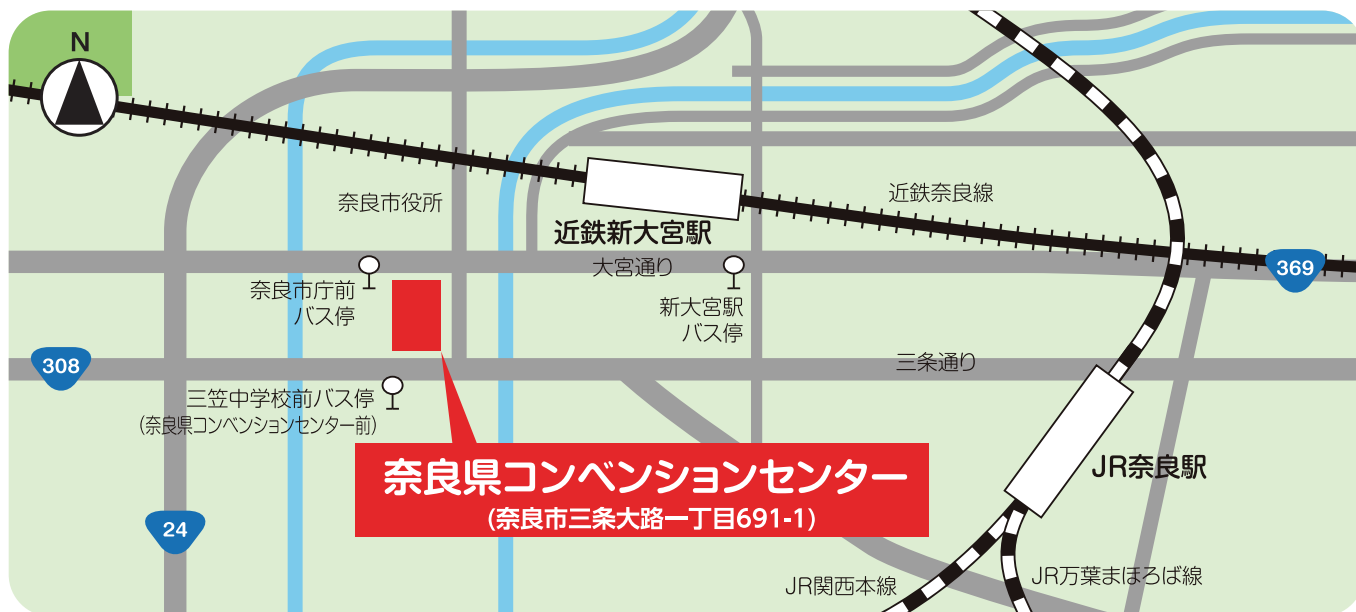 N
奈良市役所
近鉄奈良線
近鉄新大宮駅
大宮通り
369
奈良市庁前
バス停
新大宮駅
バス停
308
三条通り
三笠中学校前バス停
(奈良県コンベンションセンター前)
奈良県コンベンションセンター
(奈良市三条大路一丁目691-1)
JR奈良駅
24
JR関西本線
JR万葉まほろば線